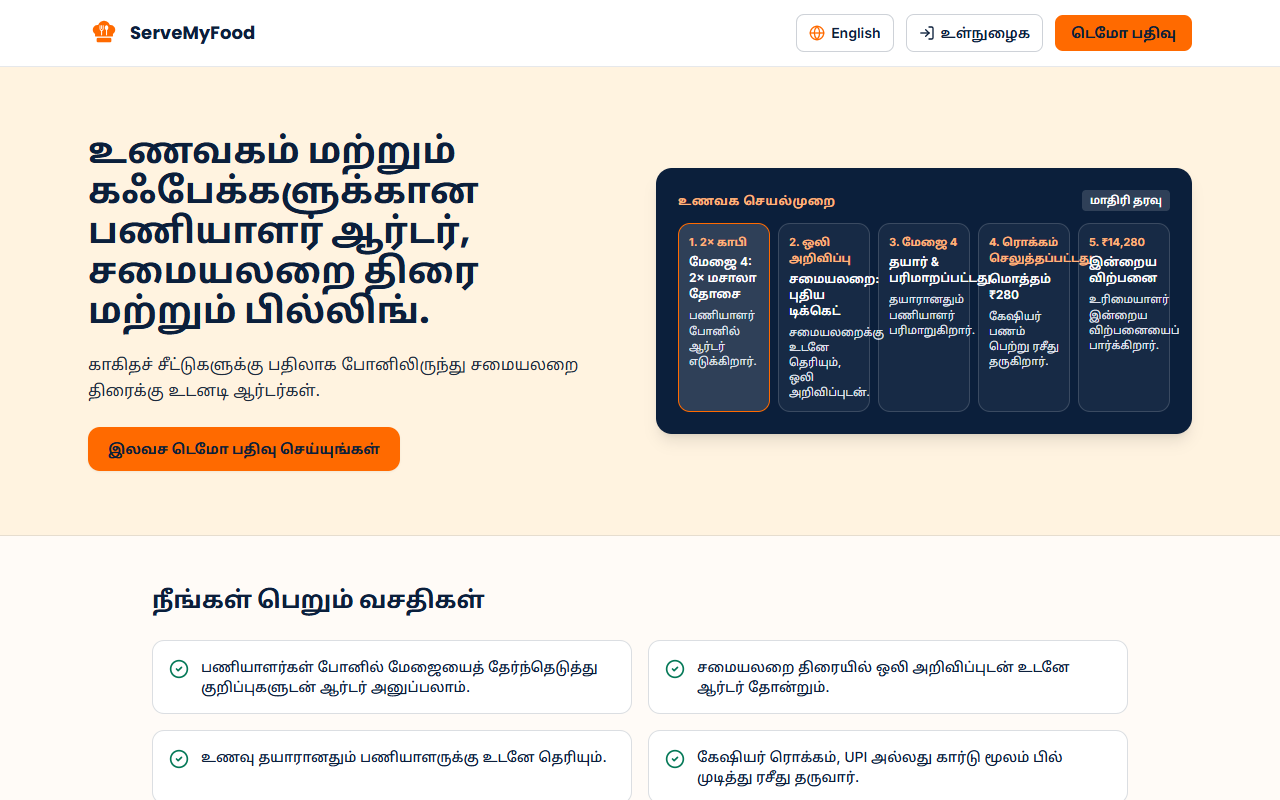 ServeMyFood
English
உள்நுழைக
டெமோ பதிவு
உணவகம் மற்றும்
கஃபேக்களுக்கான
பணியாளர் ஆர்டர்,
சமையலறை திரை
மற்றும் பில்லிங்.
காகிதச் சீட்டுகளுக்கு பதிலாக போனிலிருந்து சமையலறை
திரைக்கு உடனடி ஆர்டர்கள்.
இலவச டெமோ பதிவு செய்யுங்கள்
உணவக செயல்முறை
மாதிரி தரவு
1. 2× காபி
மேஜை 4:
2× மசாலா
தோசை
பணியாளர்
போனில்
ஆர்டர்
எடுக்கிறார்.
2. ஒலி
அறிவிப்பு
சமையலறை:
புதிய
டிக்கெட்
சமையலறைக்கு
உடனே
தெரியும்,
ஒலி
அறிவிப்புடன்.
3. மேஜை 4
தயார் &
பரிமாறப்பட்டது
தயாரானதும்
பணியாளர்
பரிமாறுகிறார்.
4. ரொக்கம்
செலுத்தப்பட்டது
மொத்தம்
₹280
கேஷியர்
பணம்
பெற்று ரசீது
தருகிறார்.
5. ₹14,280
இன்றைய
விற்பனை
உரிமையாளர்
இன்றைய
விற்பனையைப்
பார்க்கிறார்.
நீங்கள் பெறும் வசதிகள்
பணியாளர்கள் போனில் மேஜையைத் தேர்ந்தெடுத்து
குறிப்புகளுடன் ஆர்டர் அனுப்பலாம்.
சமையலறை திரையில் ஒலி அறிவிப்புடன் உடனே
ஆர்டர் தோன்றும்.
உணவு தயாரானதும் பணியாளருக்கு உடனே தெரியும்.
கேஷியர் ரொக்கம், UPI அல்லது கார்டு மூலம் பில்
முடித்து ரசீது தருவார்.